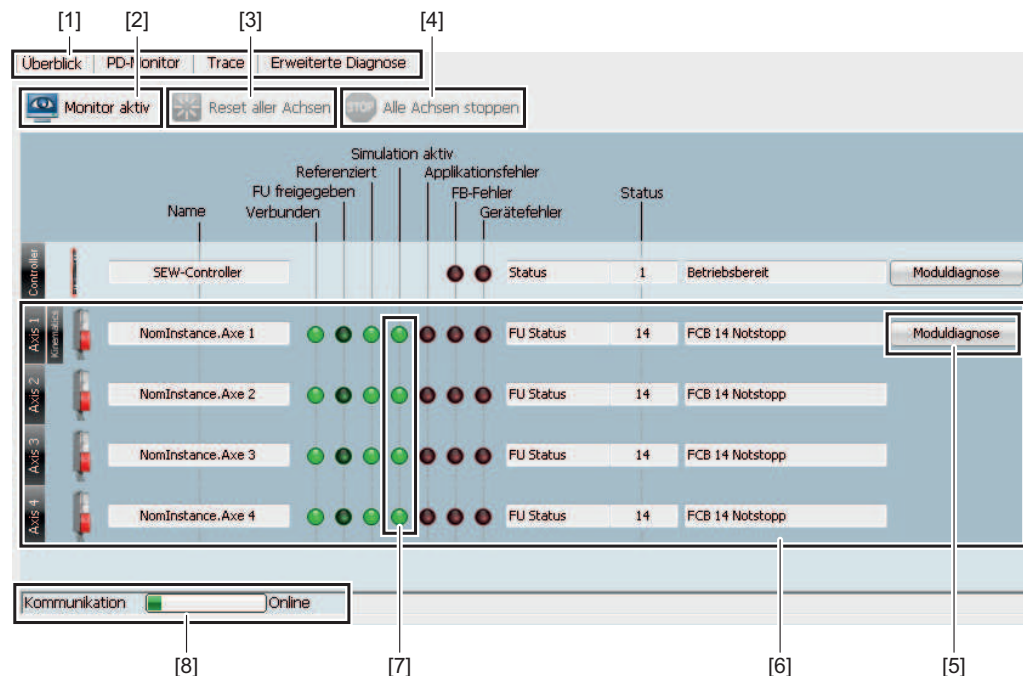 [1] [2] [3] [4]
Überblick PD-Monitor Trace Erweiterte Diagnose
Monitor aktiv Reset aller Achsen STOP Alle Achsen stoppen
Simulation aktiv
Referenziert Applikationsfehler
FU freigegeben FB-Fehler Status
Name Verbunden Gerätefehler
Controller SEW-Controller Status 1 Betriebsbereit Moduldiagnose
Axis 1 Kinematics NomInstance.Axe 1 FU Status 14 FCB 14 Notstopp Moduldiagnose
Axis 2 NomInstance.Axe 2 FU Status 14 FCB 14 Notstopp
Axis 3 NomInstance.Axe 3 FU Status 14 FCB 14 Notstopp
Axis 4 NomInstance.Axe 4 FU Status 14 FCB 14 Notstopp
Kommunikation Online
[8] [7] [6] [5]